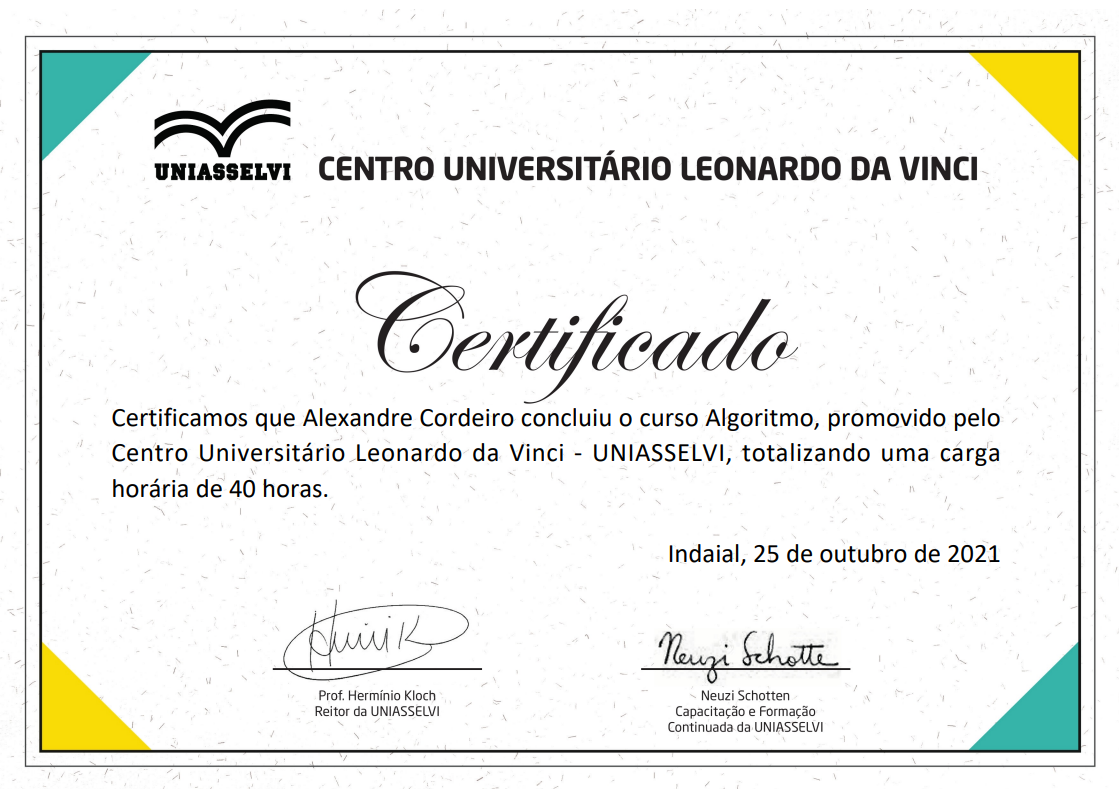 UNIASSELVI
CENTRO UNIVERSITÁRIO LEONARDO DA VINCI
Certificado
Certificamos que Alexandre Cordeiro concluiu o curso Algoritmo, promovido pelo
Centro Universitário Leonardo da Vinci - UNIASSELVI, totalizando uma carga
horária de 40 horas.
Indaial, 25 de outubro de 2021
Neuzi Schotte
Prof. Hermínio Kloch
Reitor da UNIASSELVI
Neuzi Schotten
Capacitação e Formação
Continuada da UNIASSELVI